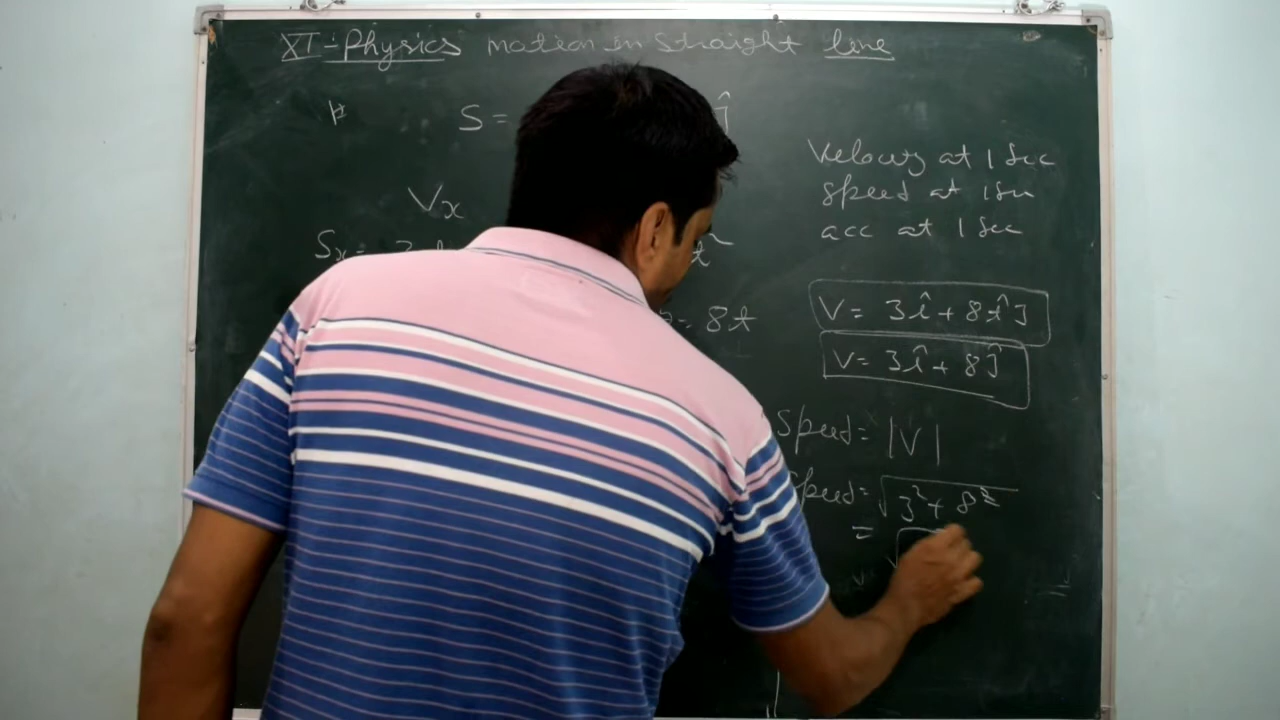 XI - Physics motion in Straight line
S = ĵ
Velocity at 1 Sec
speed at 1 Sec
acc at 1 Sec
Vx
Sx =
= 8t
V = 3î + 8t ĵ
V = 3î + 8ĵ
Speed = |V|
speed = √3² + 8²
= √